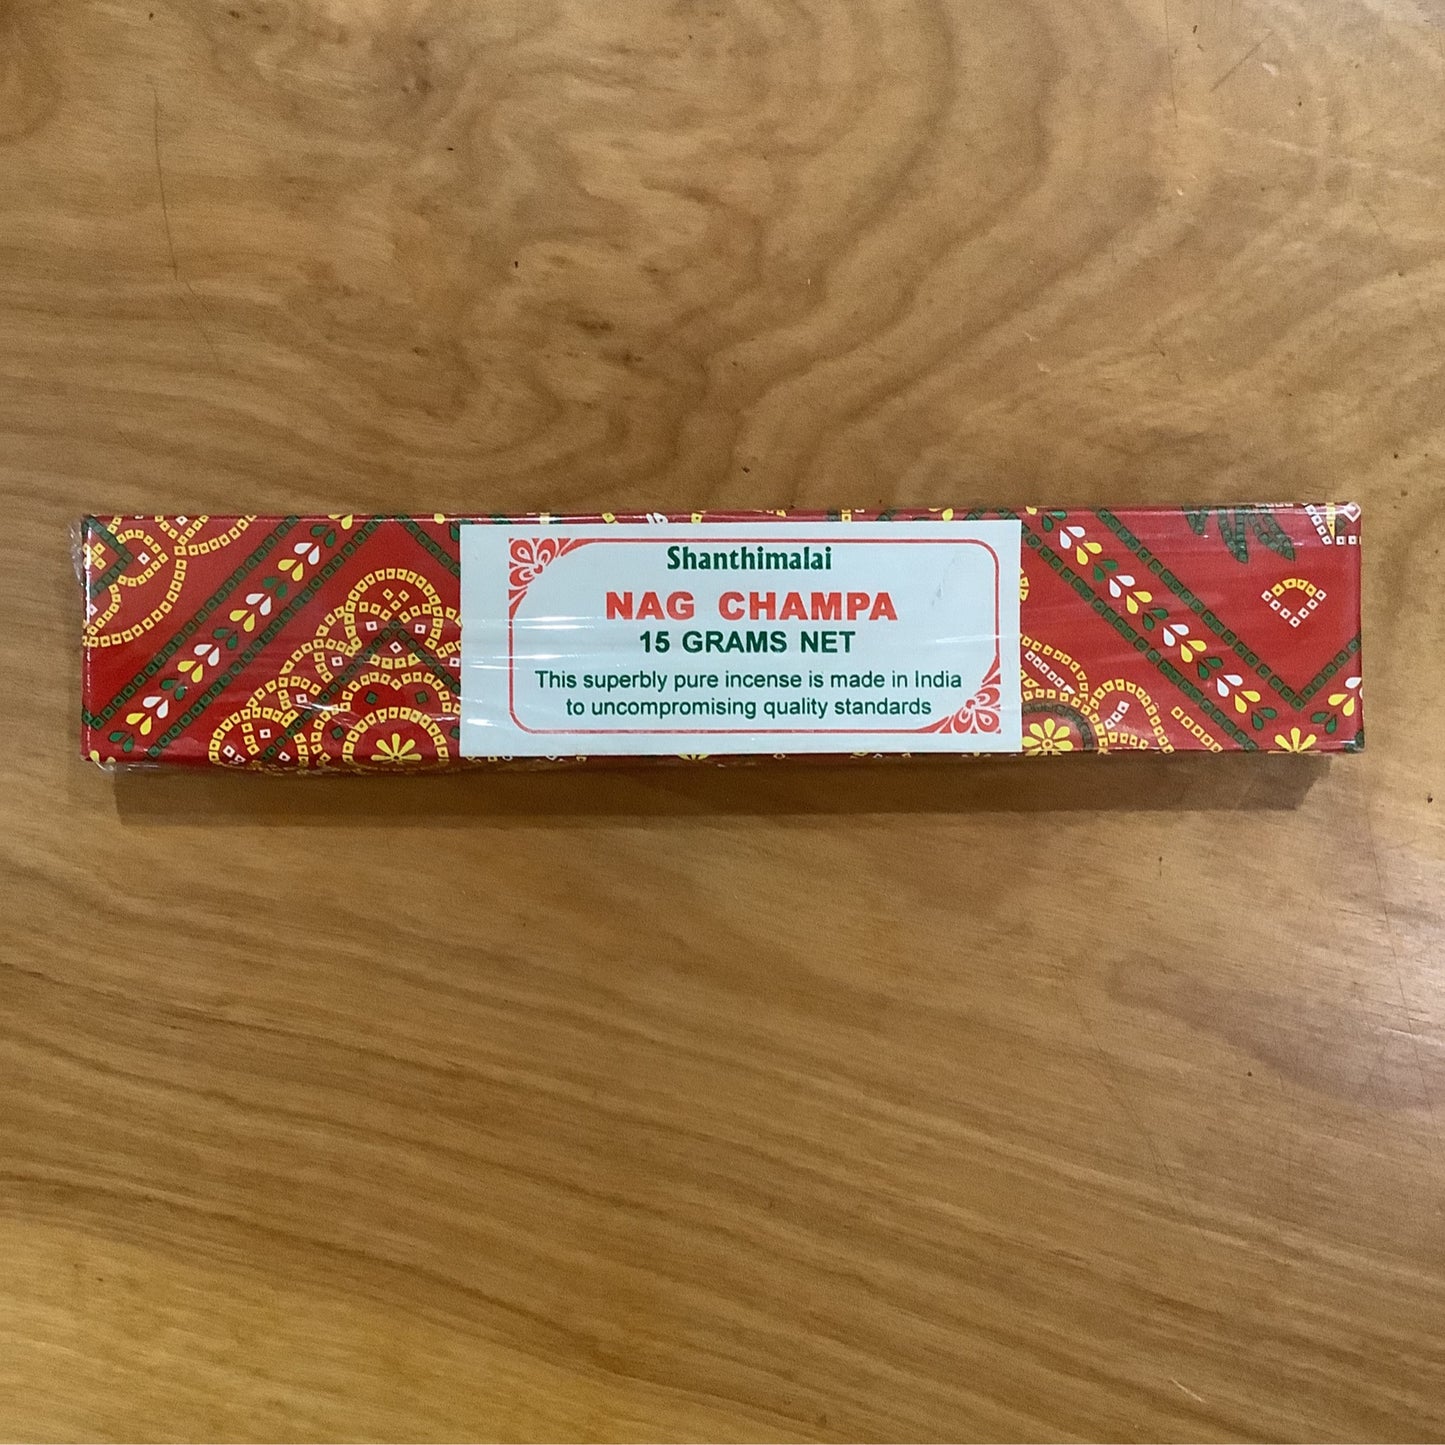 Shanthimalai
NAG CHAMPA
15 GRAMS NET
This superbly pure incense is made in India
to uncompromising quality standards